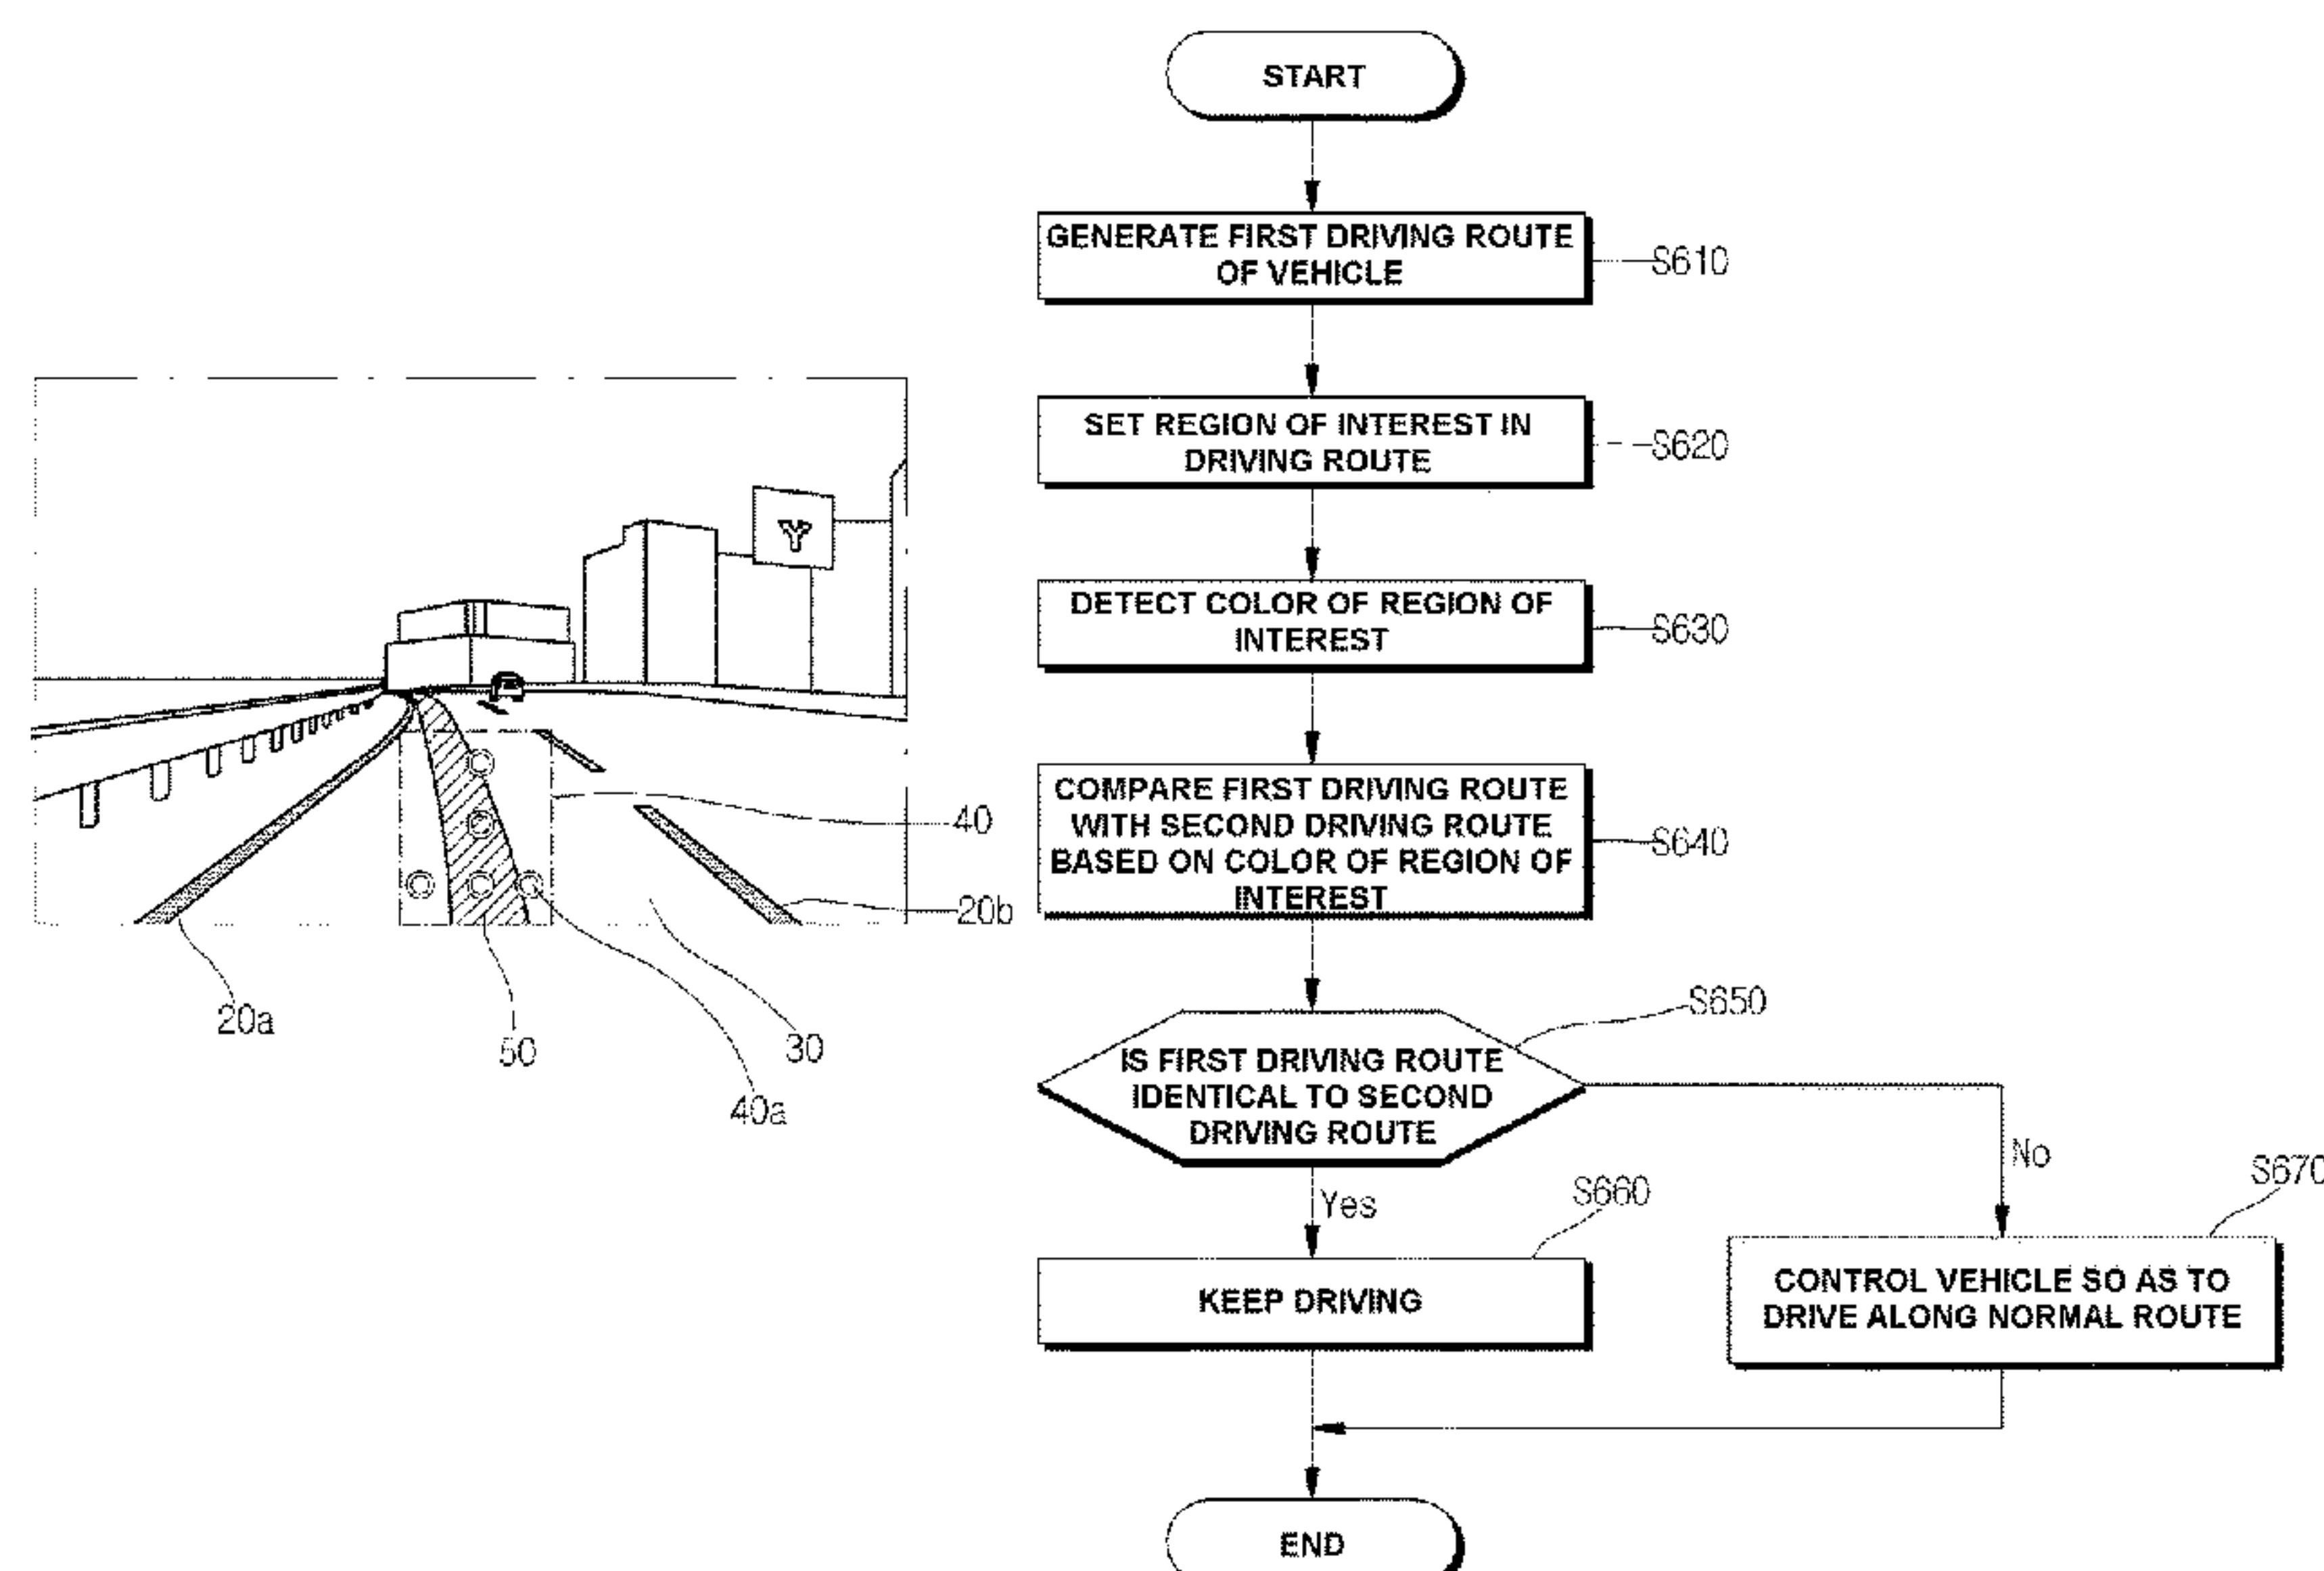 START
GENERATE FIRST DRIVING ROUTE
OF VEHICLE
S610
SET REGION OF INTEREST IN
DRIVING ROUTE
S620
DETECT COLOR OF REGION OF
INTEREST
S630
COMPARE FIRST DRIVING ROUTE
WITH SECOND DRIVING ROUTE
BASED ON COLOR OF REGION OF
INTEREST
S640
40
20b
20a
50
30
40a
S650
IS FIRST DRIVING ROUTE
IDENTICAL TO SECOND
DRIVING ROUTE
No
Yes
S660
S670
KEEP DRIVING
CONTROL VEHICLE SO AS TO
DRIVE ALONG NORMAL ROUTE
END